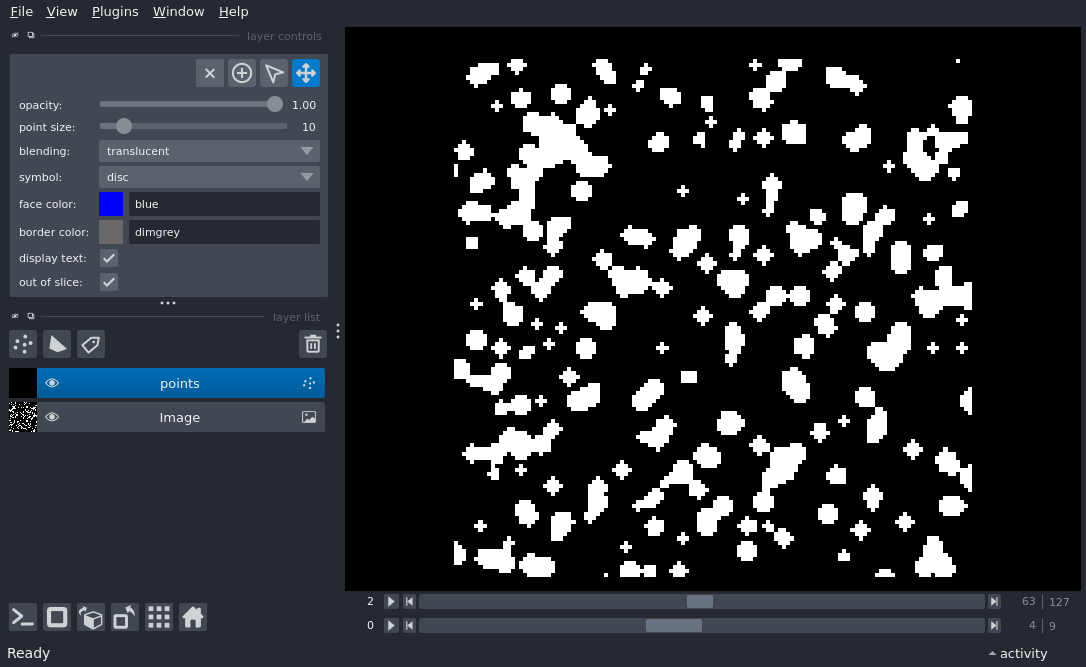 File View Plugins Window Help
layer controls
opacity: 1.00
point size: 10
blending: translucent
symbol: disc
face color: blue
border color: dimgrey
display text:
out of slice:
layer list
points
Image
2 63 127
0 4 9
Ready activity